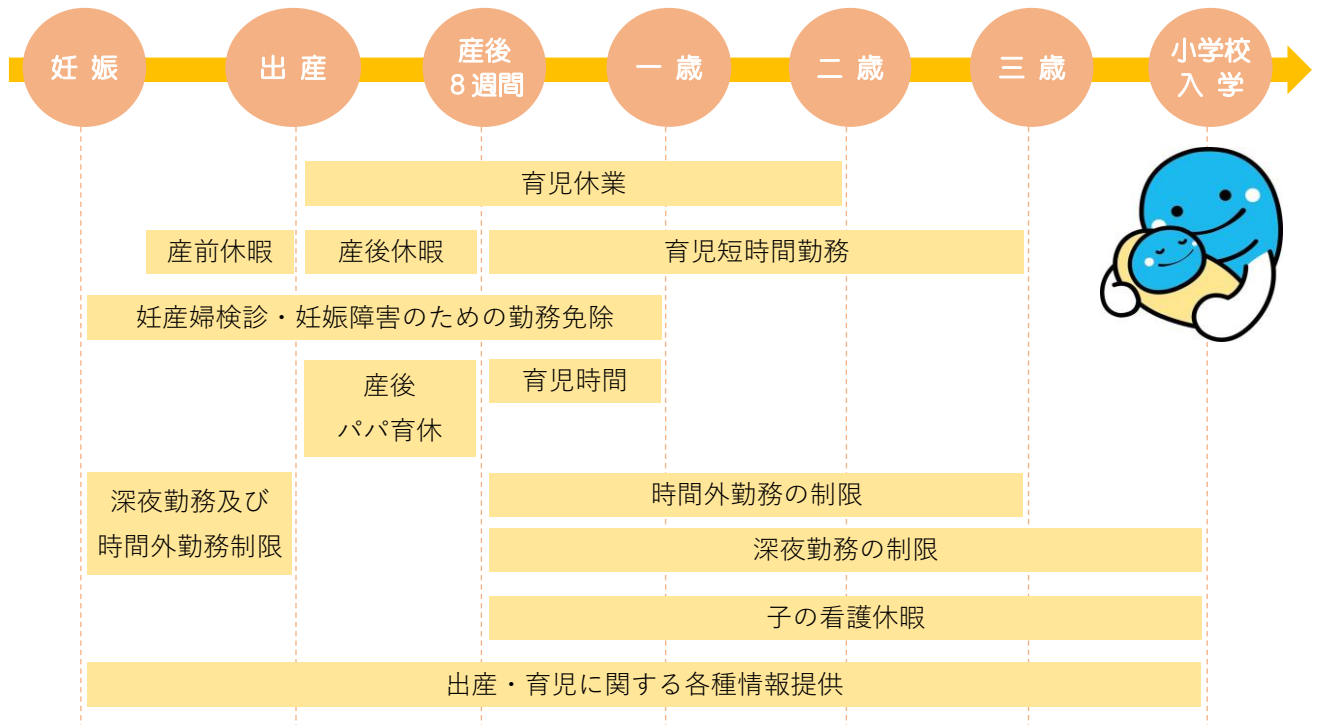 妊 娠
出 産
産後
８週間
一 歳
二 歳
三 歳
小学校
入 学
育児休業
産前休暇
産後休暇
育児短時間勤務
妊産婦検診・妊娠障害のための勤務免除
産後
パパ育休
育児時間
深夜勤務及び
時間外勤務制限
時間外勤務の制限
深夜勤務の制限
子の看護休暇
出産・育児に関する各種情報提供